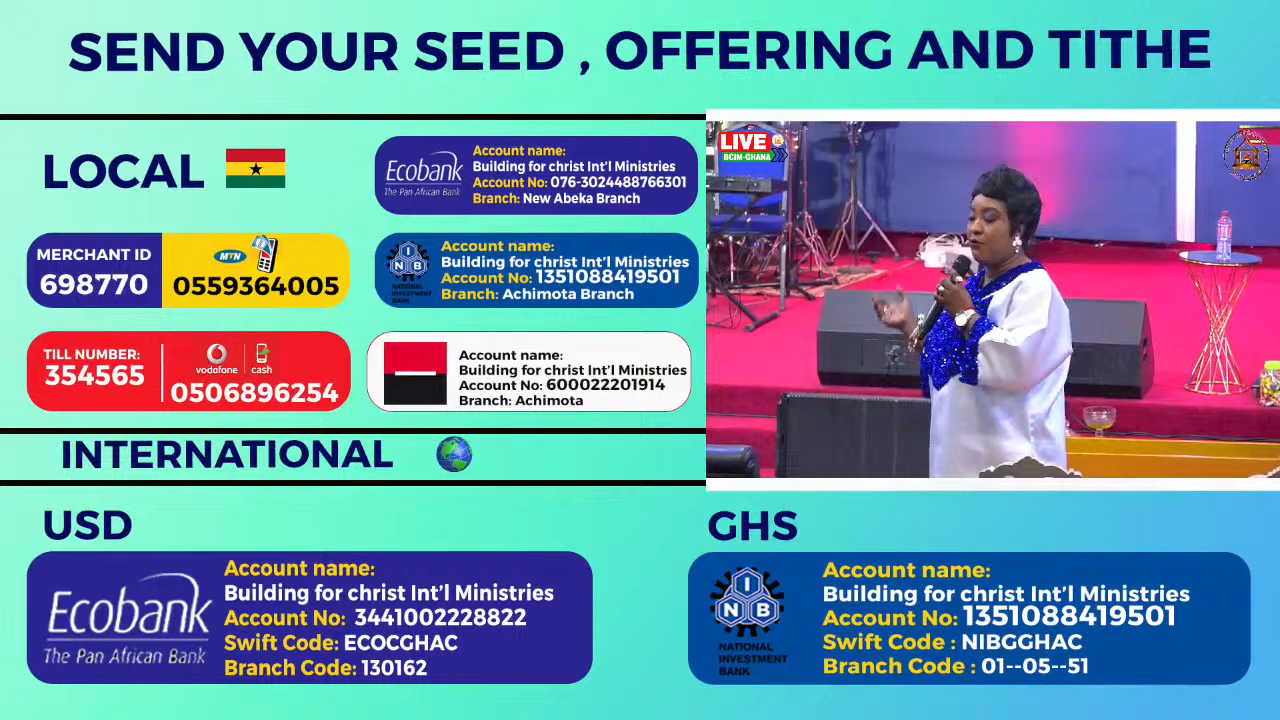 SEND YOUR SEED , OFFERING AND TITHE
LOCAL
Ecobank
The Pan African Bank
Account name:
Building for christ Int'l Ministries
Account No: 076-3024488766301
Branch: New Abeka Branch
MERCHANT ID
698770
MTN
0559364005
NIB
NATIONAL
INVESTMENT
BANK
Account name:
Building for christ Int'l Ministries
Account No: 1351088419501
Branch: Achimota Branch
TILL NUMBER:
354565
vodafone cash
0506896254
Account name:
Building for christ Int'l Ministries
Account No: 600022201914
Branch: Achimota
LIVE
BCIM-GHANA
INTERNATIONAL
USD
Ecobank
The Pan African Bank
Account name:
Building for christ Int'l Ministries
Account No: 3441002228822
Swift Code: ECOCGHAC
Branch Code: 130162
GHS
NIB
NATIONAL
INVESTMENT
BANK
Account name:
Building for christ Int'l Ministries
Account No: 1351088419501
Swift Code : NIBGGHAC
Branch Code : 01--05--51